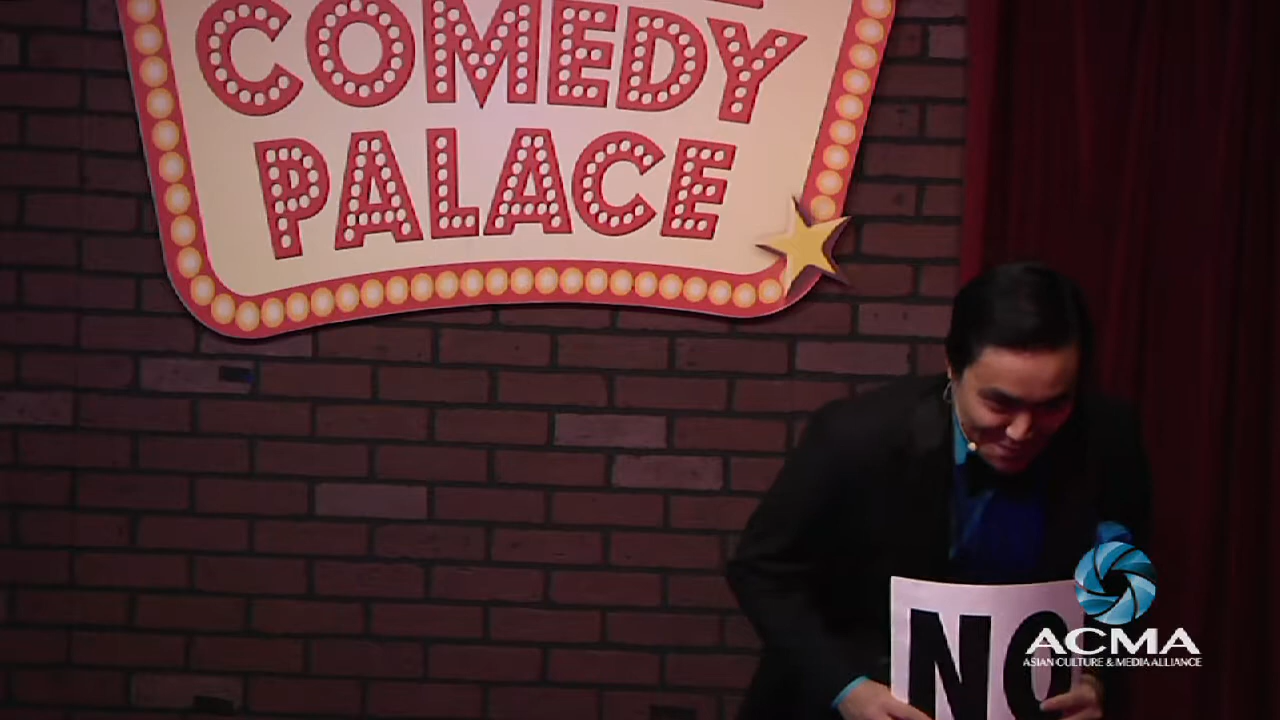 COMEDY
PALACE
NO
ACMA
ASIAN CULTURE & MEDIA ALLIANCE